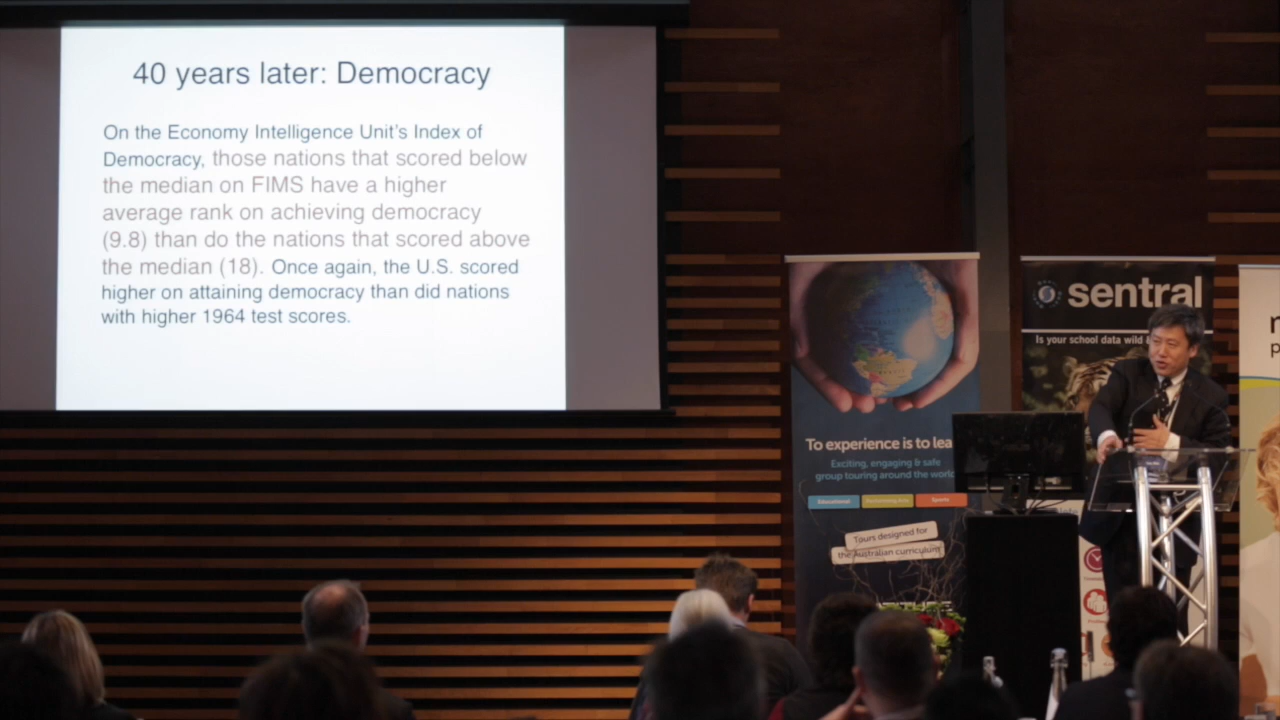 40 years later: Democracy
On the Economy Intelligence Unit's Index of
Democracy, those nations that scored below
the median on FIMS have a higher
average rank on achieving democracy
(9.8) than do the nations that scored above
the median (18). Once again, the U.S. scored
higher on attaining democracy than did nations
with higher 1964 test scores.
To experience is to lea
Exciting, engaging & safe
group touring around the world
Educational
Performing Arts
Sports
Tours designed for
the Australian curriculum
sentral
Is your school data wild